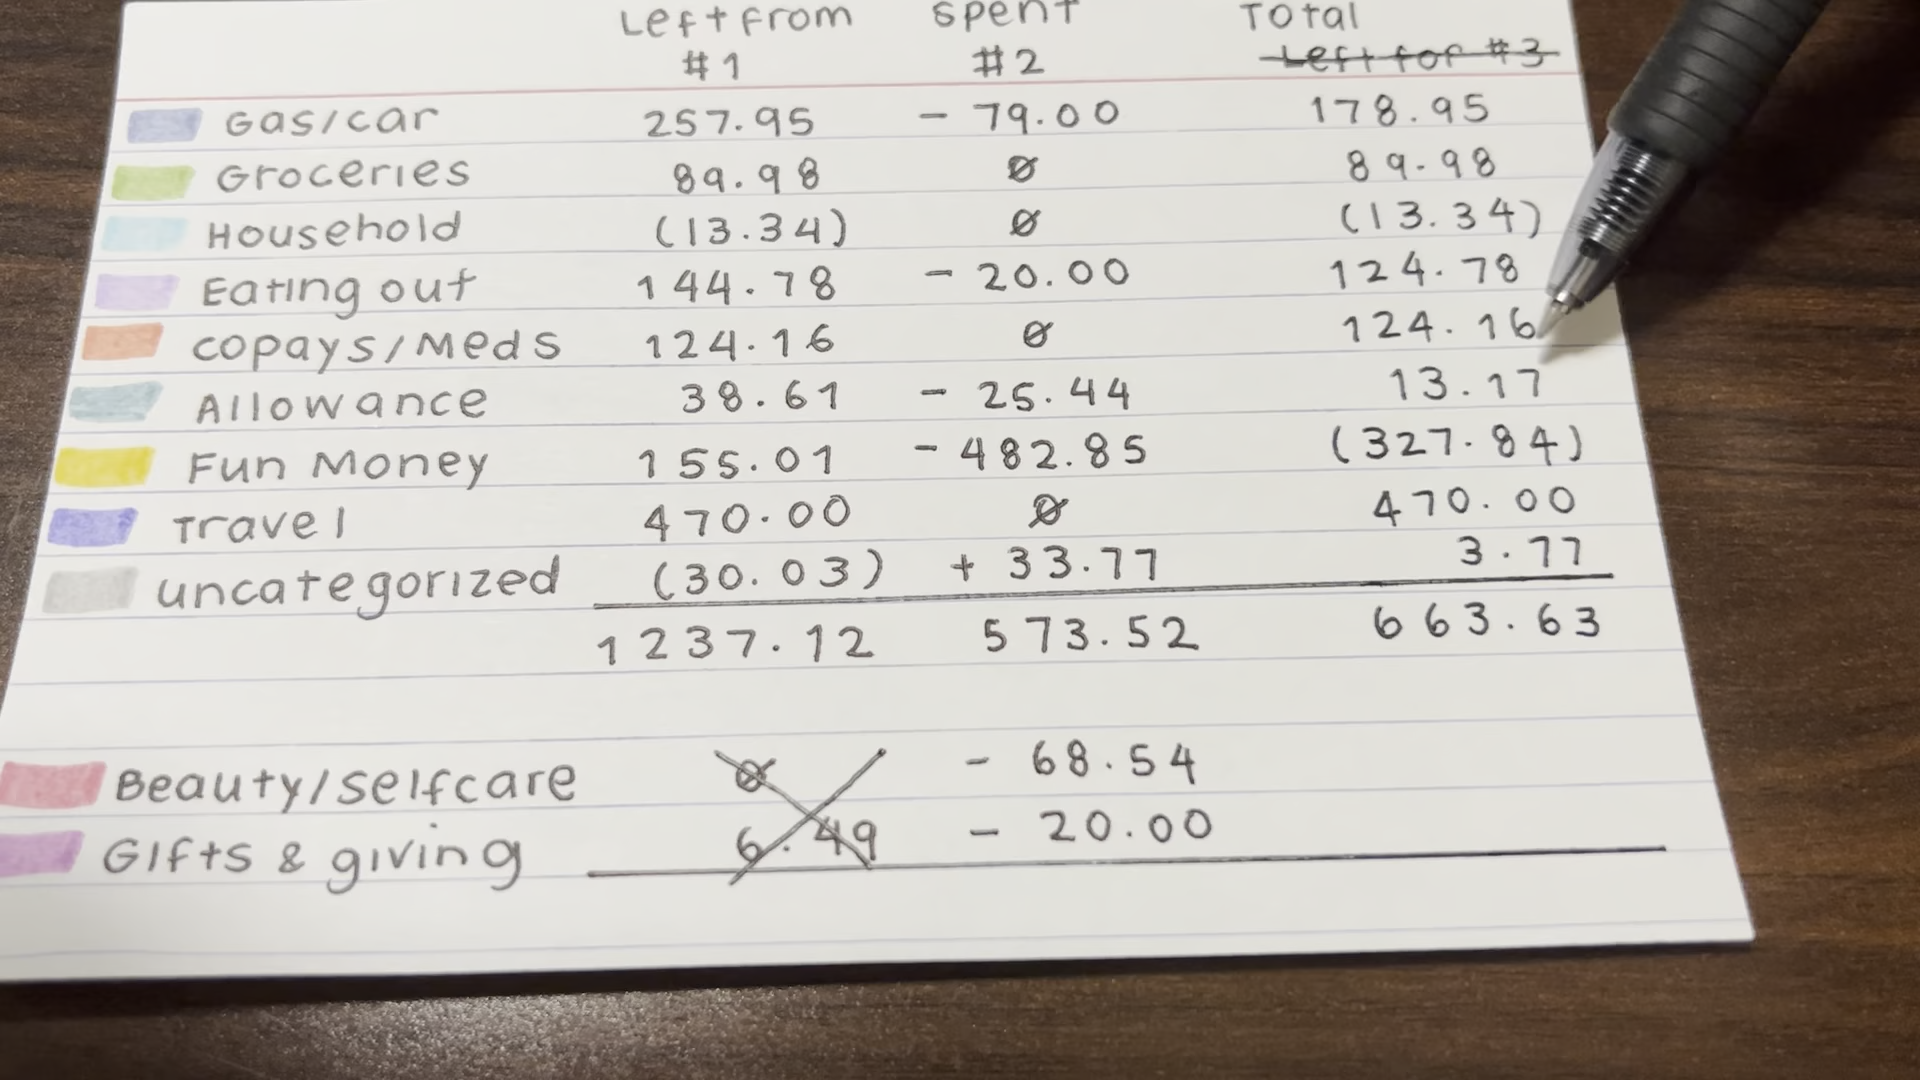 Left from spent Total
#1 #2 Left for #3
Gas/car 257.95 - 79.00 178.95
Groceries 89.98 ∅ 89.98
Household (13.34) ∅ (13.34)
Eating out 144.78 - 20.00 124.78
copays/Meds 124.16 ∅ 124.16
Allowance 38.61 - 25.44 13.17
Fun Money 155.01 - 482.85 (327.84)
Travel 470.00 ∅ 470.00
uncategorized (30.03) + 33.77 3.77
1237.12 573.52 663.63
Beauty/selfcare ∅ - 68.54
Gifts & giving 6.49 - 20.00